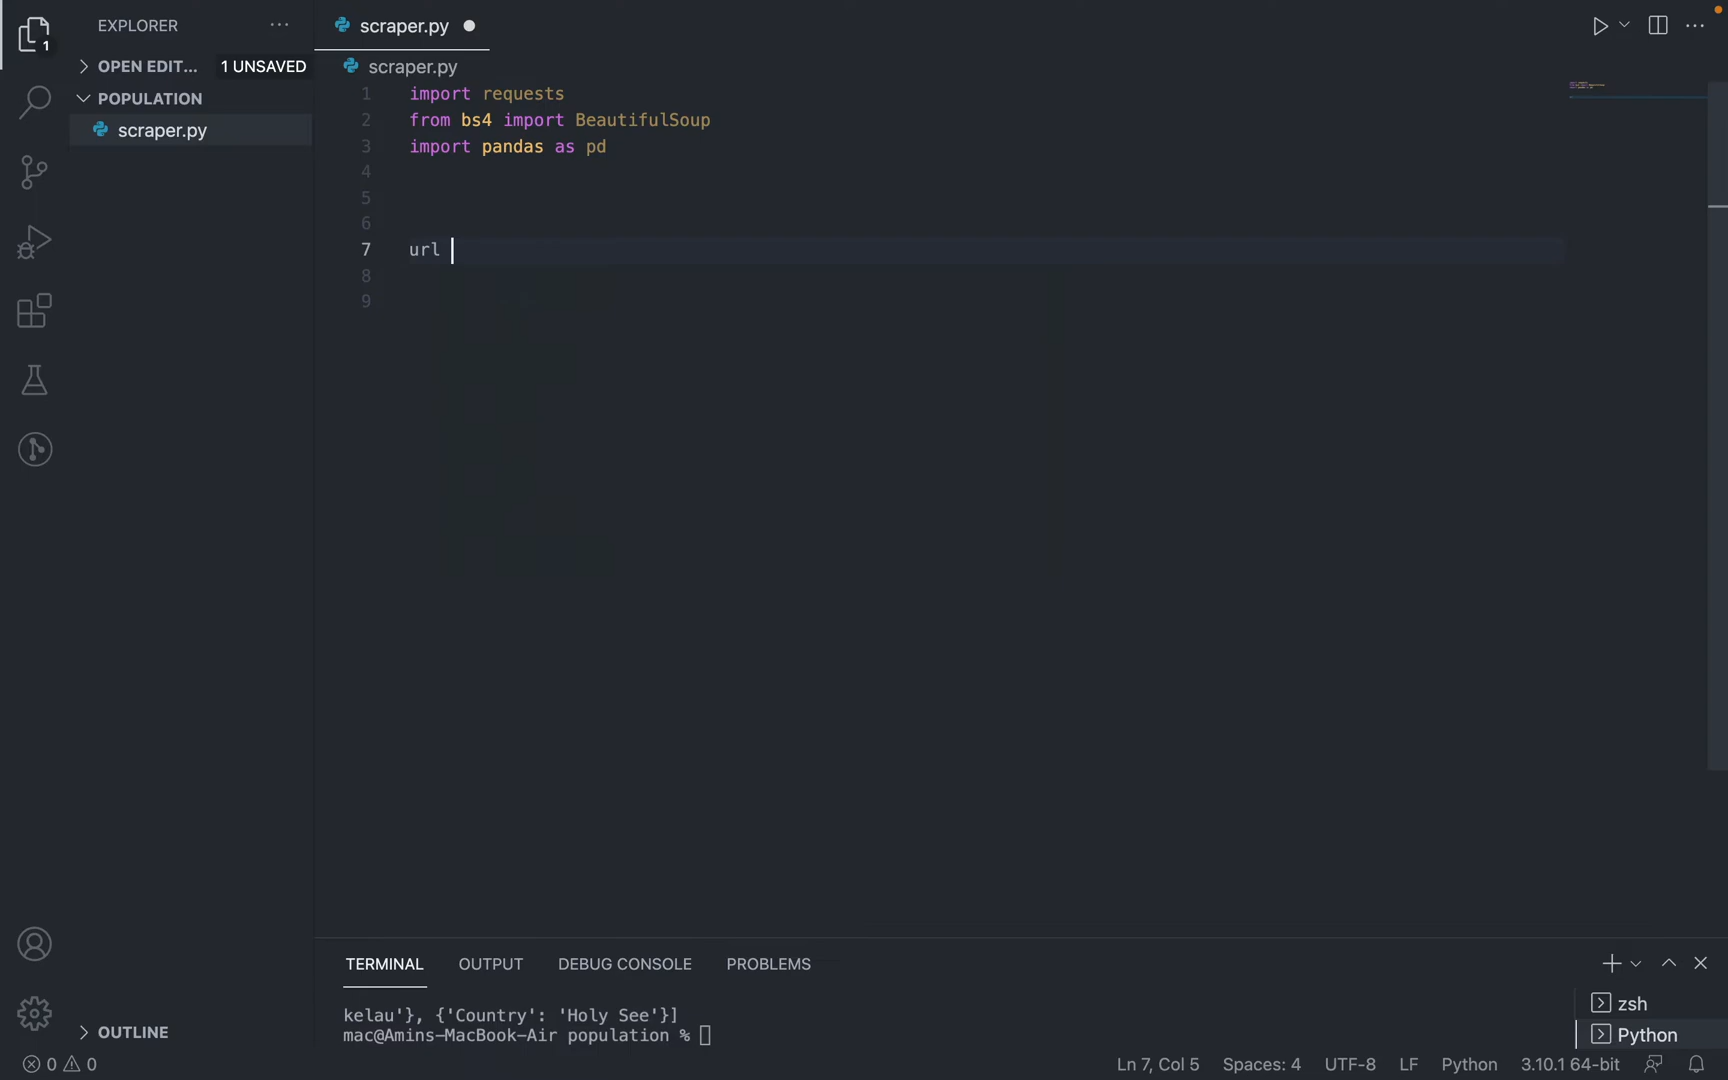 EXPLORER ···
scraper.py
1
OPEN EDIT... 1 UNSAVED
POPULATION
scraper.py
scraper.py
1 import requests
2 from bs4 import BeautifulSoup
3 import pandas as pd
4
5
6
7 url
8
9
TERMINAL OUTPUT DEBUG CONSOLE PROBLEMS
kelau'}, {'Country': 'Holy See'}]
mac@Amins-MacBook-Air population %
zsh
Python
OUTLINE
0 0 Ln 7, Col 5 Spaces: 4 UTF-8 LF Python 3.10.1 64-bit